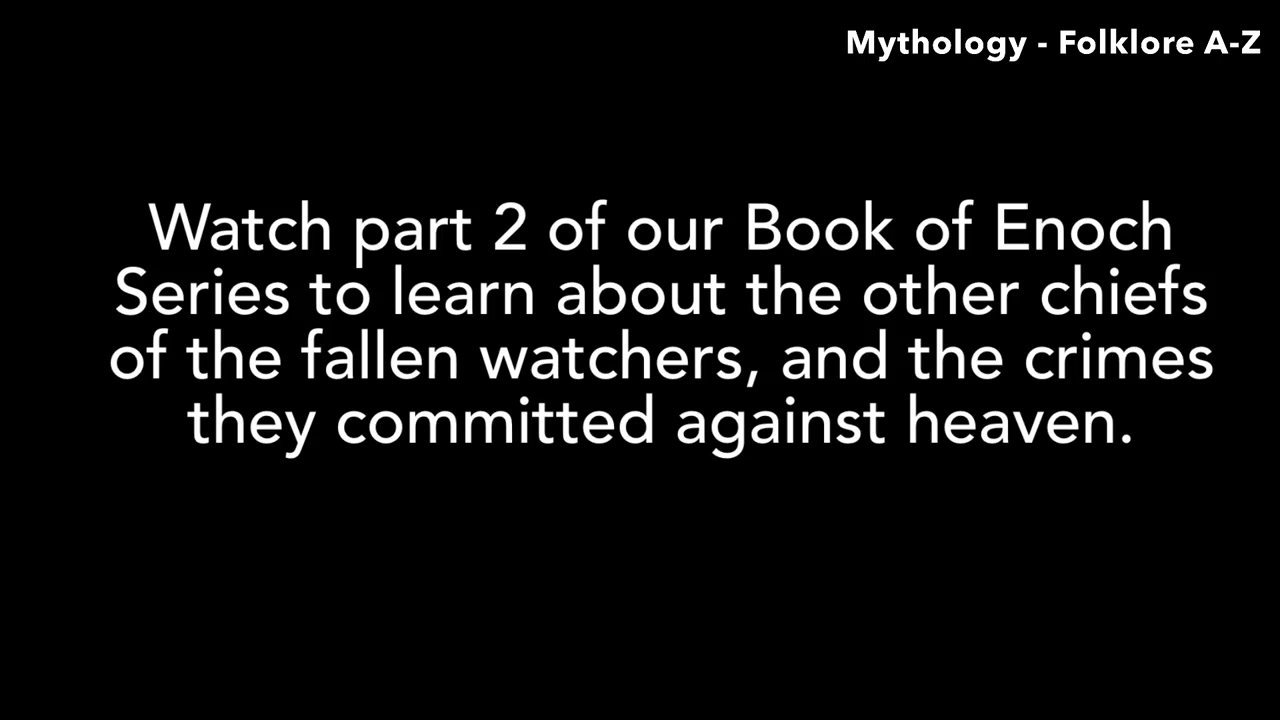 Mythology - Folklore A-Z
Watch part 2 of our Book of Enoch
Series to learn about the other chiefs
of the fallen watchers, and the crimes
they committed against heaven.